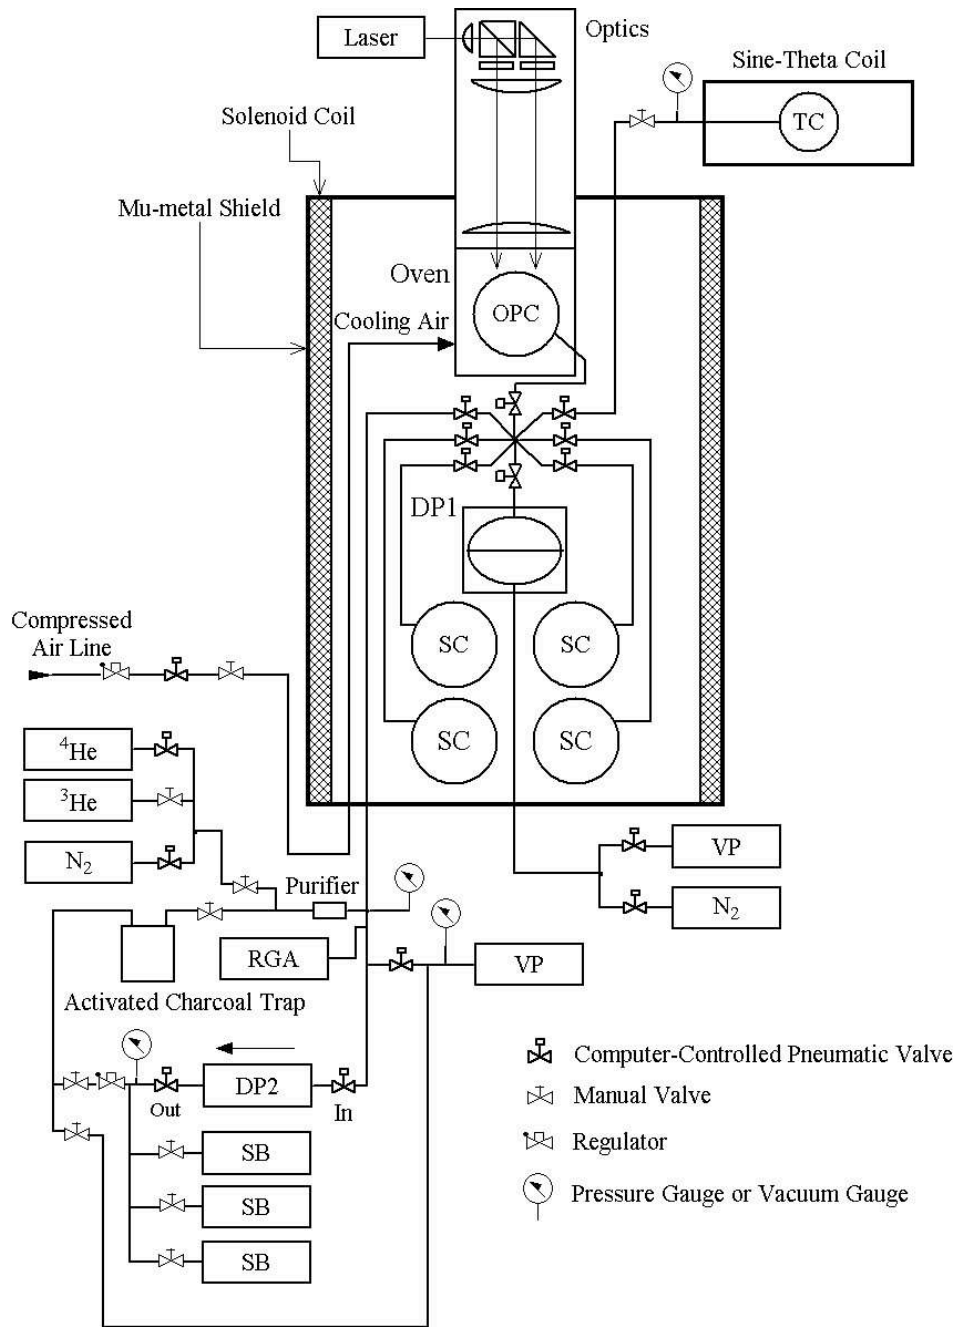 Laser
Optics
Sine-Theta Coil
TC
Solenoid Coil
Mu-metal Shield
Oven
OPC
Cooling Air
DP1
Compressed
Air Line
SC
SC
SC
SC
⁴He
³He
N₂
VP
N₂
Purifier
RGA
VP
Activated Charcoal Trap
DP2
Out
In
SB
SB
SB
Computer-Controlled Pneumatic Valve
Manual Valve
Regulator
Pressure Gauge or Vacuum Gauge